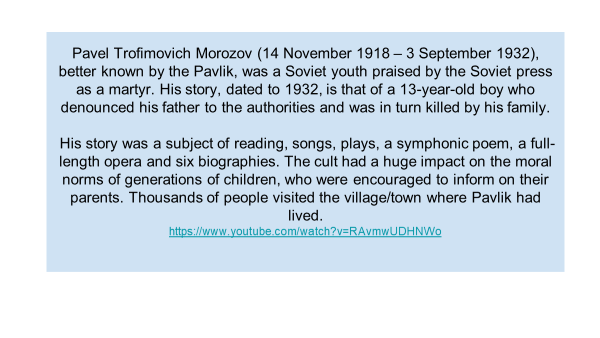 Pavel Trofimovich Morozov (14 November 1918 – 3 September 1932),
better known by the Pavlik, was a Soviet youth praised by the Soviet press
as a martyr. His story, dated to 1932, is that of a 13-year-old boy who
denounced his father to the authorities and was in turn killed by his family.
His story was a subject of reading, songs, plays, a symphonic poem, a full-
length opera and six biographies. The cult had a huge impact on the moral
norms of generations of children, who were encouraged to inform on their
parents. Thousands of people visited the village/town where Pavlik had
lived.
https://www.youtube.com/watch?v=RAvmwUDHNWo